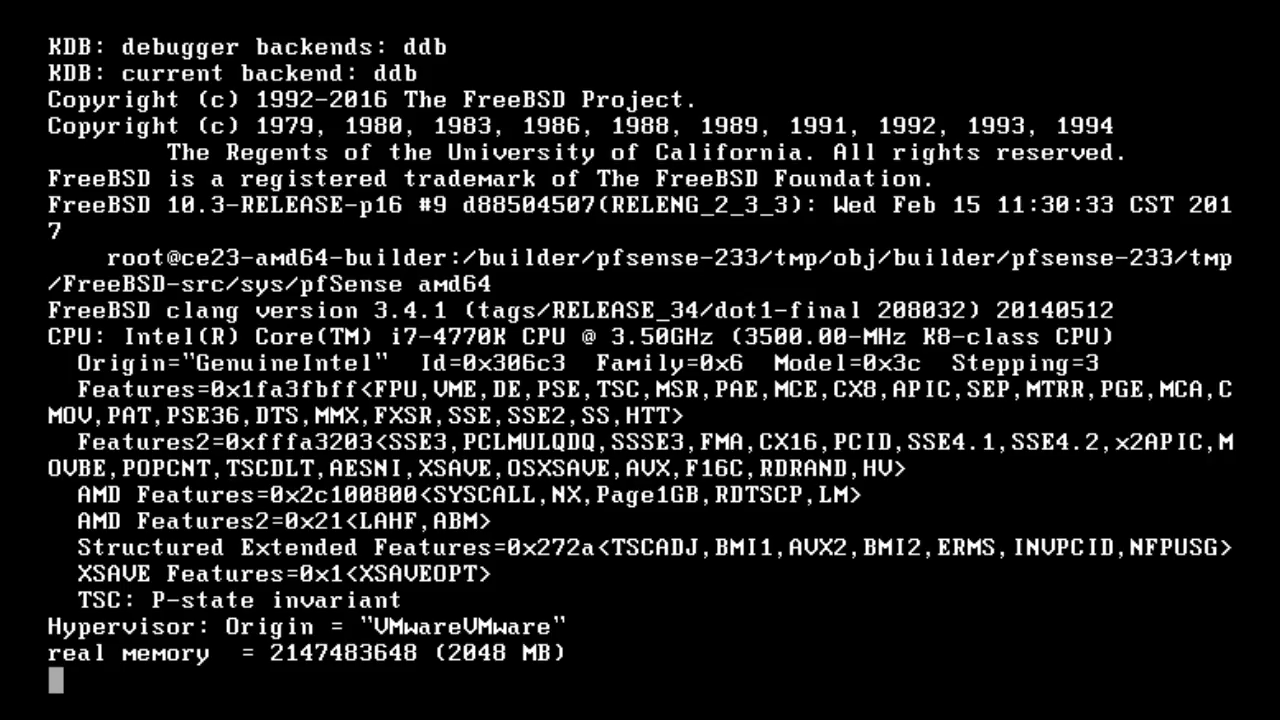 KDB: debugger backends: ddb
KDB: current backend: ddb
Copyright (c) 1992-2016 The FreeBSD Project.
Copyright (c) 1979, 1980, 1983, 1986, 1988, 1989, 1991, 1992, 1993, 1994
        The Regents of the University of California. All rights reserved.
FreeBSD is a registered trademark of The FreeBSD Foundation.
FreeBSD 10.3-RELEASE-p16 #9 d88504507(RELENG_2_3_3): Wed Feb 15 11:30:33 CST 201
7
    root@ce23-amd64-builder:/builder/pfsense-233/tmp/obj/builder/pfsense-233/tmp
/FreeBSD-src/sys/pfSense amd64
FreeBSD clang version 3.4.1 (tags/RELEASE_34/dot1-final 208032) 20140512
CPU: Intel(R) Core(TM) i7-4770K CPU @ 3.50GHz (3500.00-MHz K8-class CPU)
  Origin="GenuineIntel"  Id=0x306c3  Family=0x6  Model=0x3c  Stepping=3
  Features=0x1fa3fbff<FPU,VME,DE,PSE,TSC,MSR,PAE,MCE,CX8,APIC,SEP,MTRR,PGE,MCA,C
MOV,PAT,PSE36,DTS,MMX,FXSR,SSE,SSE2,SS,HTT>
  Features2=0xfffa3203<SSE3,PCLMULQDQ,SSSE3,FMA,CX16,PCID,SSE4.1,SSE4.2,x2APIC,M
OVBE,POPCNT,TSCDLT,AESNI,XSAVE,OSXSAVE,AVX,F16C,RDRAND,HV>
  AMD Features=0x2c100800<SYSCALL,NX,Page1GB,RDTSCP,LM>
  AMD Features2=0x21<LAHF,ABM>
  Structured Extended Features=0x272a<TSCADJ,BMI1,AVX2,BMI2,ERMS,INVPCID,NFPUSG>
  XSAVE Features=0x1<XSAVEOPT>
  TSC: P-state invariant
Hypervisor: Origin = "VMwareVMware"
real memory  = 2147483648 (2048 MB)